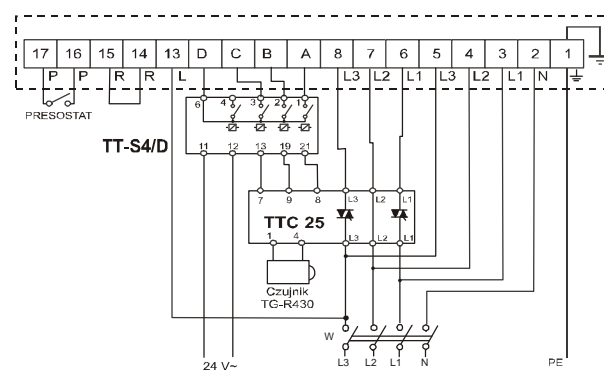 17 16 15 14 13 D C B A 8 7 6 5 4 3 2 1
P P R R L L3 L2 L1 L3 L2 L1 N
PRESOSTAT
6 4 3 2 1
TT-S4/D
11 12 13 19 21
7 9 8 L3 L2 L1
TTC 25
1 4 L3 L2 L1
Czujnik
TG-R430
W
24 V~ L3 L2 L1 N PE